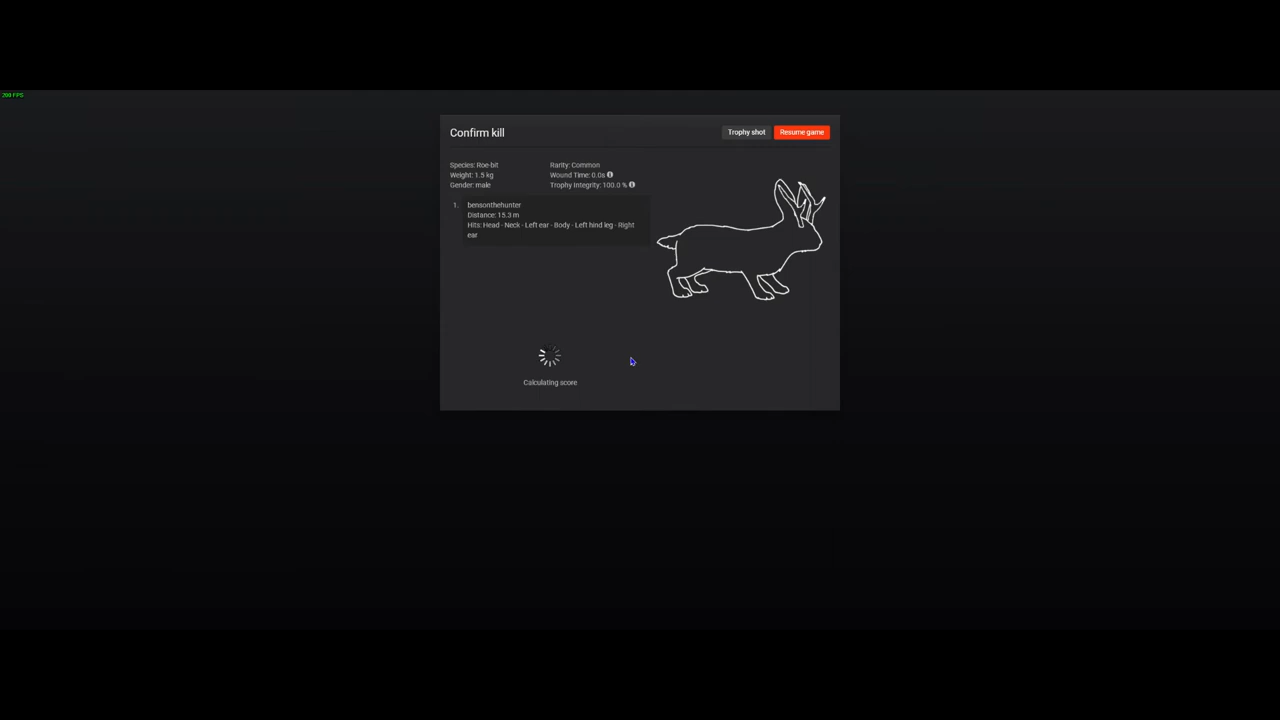 200 FPS
Confirm kill
Trophy shot
Resume game
Species: Roe-bit
Rarity: Common
Weight: 1.5 kg
Wound Time: 0.0s
Gender: male
Trophy Integrity: 100.0 %
1. bensonthehunter
Distance: 15.3 m
Hits: Head - Neck - Left ear - Body - Left hind leg - Right
ear
Calculating score